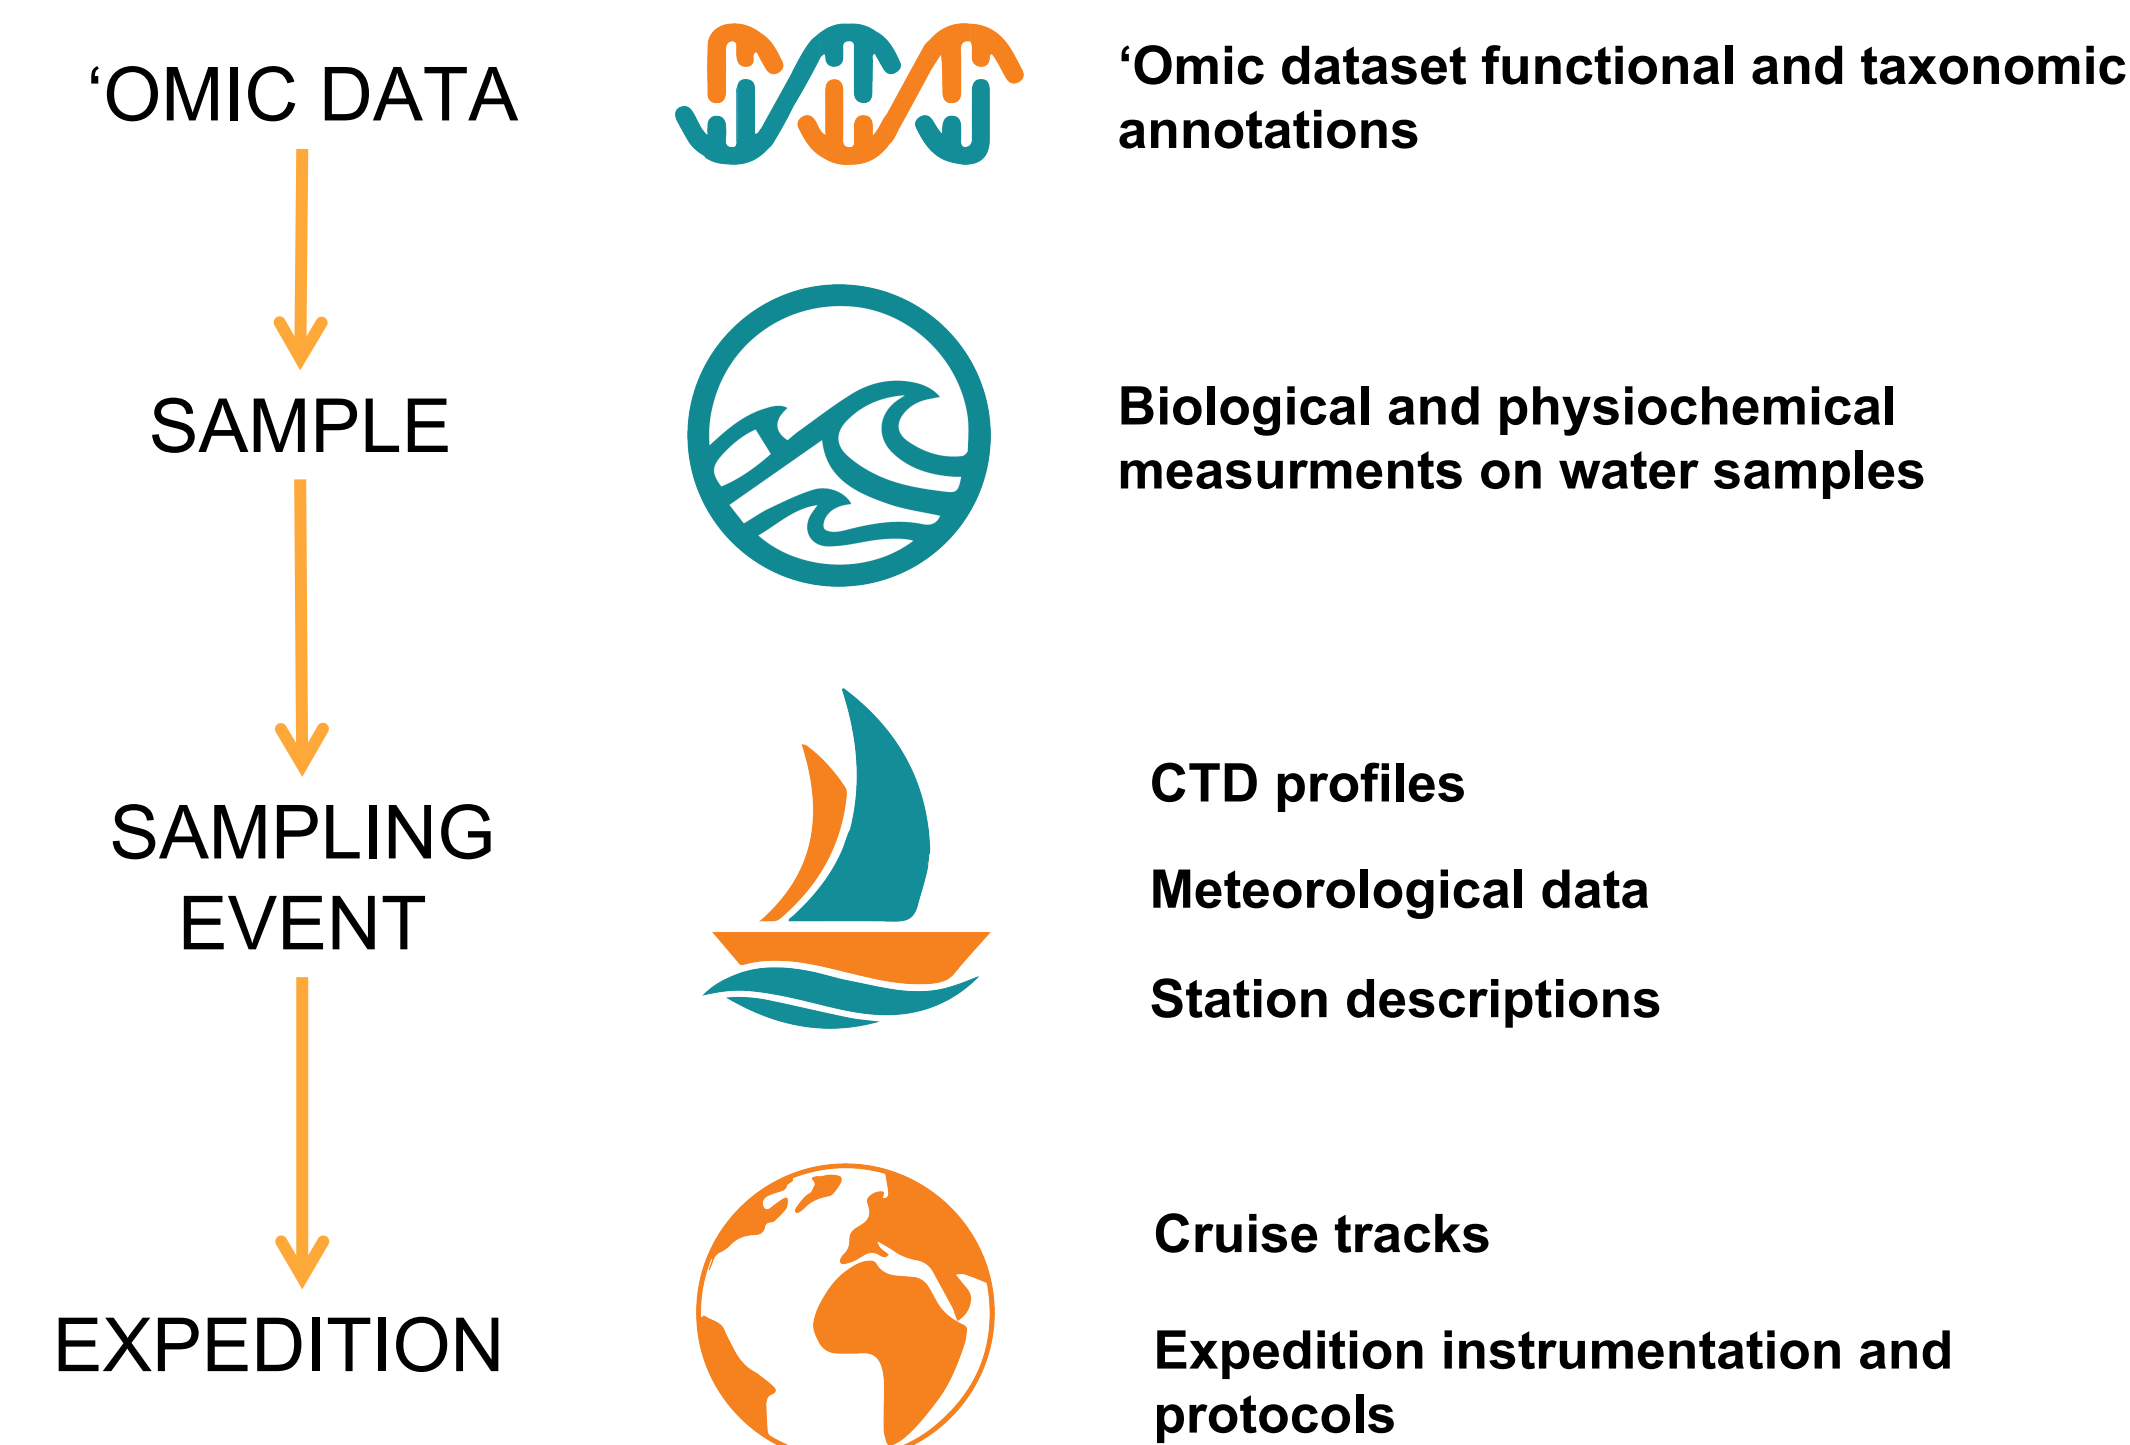 ‘OMIC DATA
‘Omic dataset functional and taxonomic
annotations
SAMPLE
Biological and physiochemical
measurments on water samples
SAMPLING
EVENT
CTD profiles
Meteorological data
Station descriptions
EXPEDITION
Cruise tracks
Expedition instrumentation and
protocols